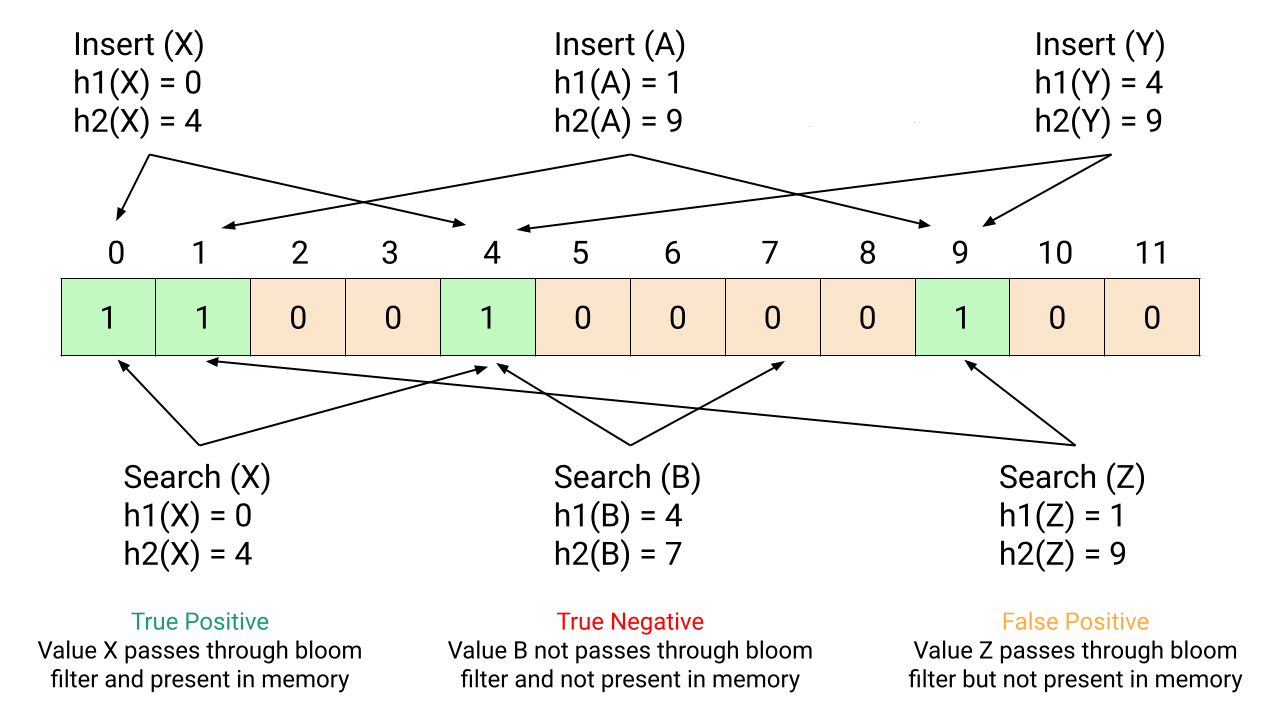 Insert (X)
h1(X) = 0
h2(X) = 4
Insert (A)
h1(A) = 1
h2(A) = 9
Insert (Y)
h1(Y) = 4
h2(Y) = 9
0 1 2 3 4 5 6 7 8 9 10 11
1 1 0 0 1 0 0 0 0 1 0 0
Search (X)
h1(X) = 0
h2(X) = 4
Search (B)
h1(B) = 4
h2(B) = 7
Search (Z)
h1(Z) = 1
h2(Z) = 9
True Positive
Value X passes through bloom
filter and present in memory
True Negative
Value B not passes through bloom
filter and not present in memory
False Positive
Value Z passes through bloom
filter but not present in memory